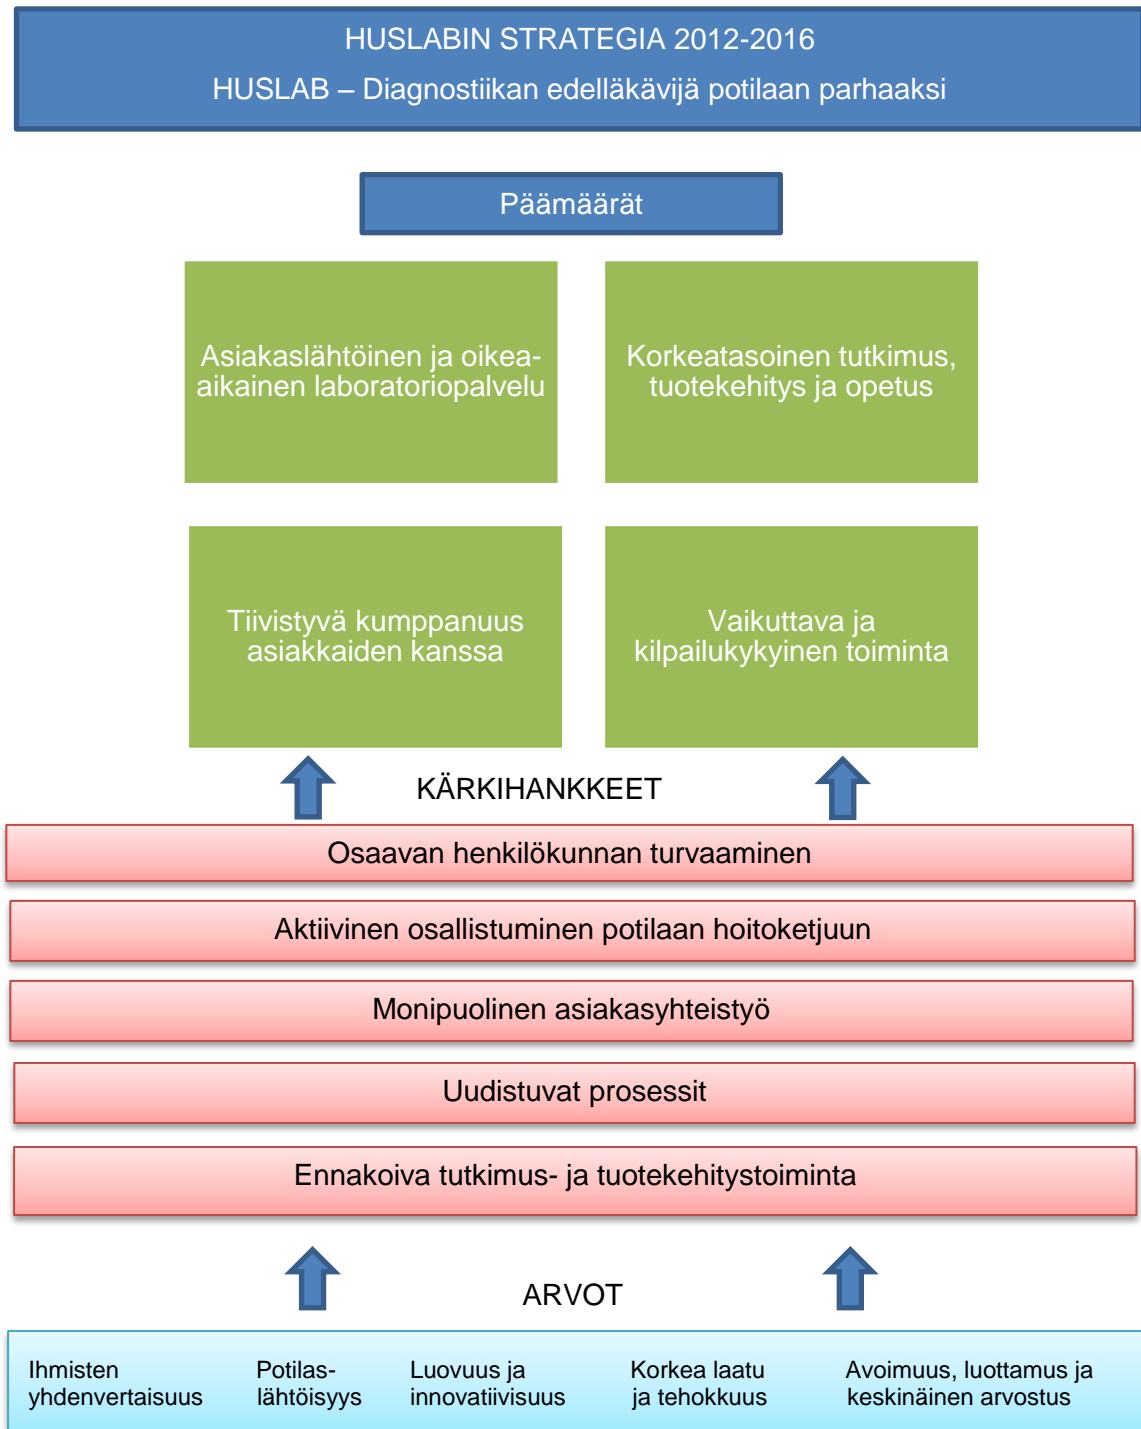 HUSLABIN STRATEGIA 2012-2016
HUSLAB – Diagnostiikan edelläkävijä potilaan parhaaksi
Päämäärät
Asiakaslähtöinen ja oikea-
aikainen laboratoriopalvelu
Korkeatasoinen tutkimus,
tuotekehitys ja opetus
Tiivistyvä kumppanuus
asiakkaiden kanssa
Vaikuttava ja
kilpailukykyinen toiminta
KÄRKIHANKKEET
Osaavan henkilökunnan turvaaminen
Aktiivinen osallistuminen potilaan hoitoketjuun
Monipuolinen asiakasyhteistyö
Uudistuvat prosessit
Ennakoiva tutkimus- ja tuotekehitystoiminta
ARVOT
Ihmisten
yhdenvertaisuus
Potilas-
lähtöisyys
Luovuus ja
innovatiivisuus
Korkea laatu
ja tehokkuus
Avoimuus, luottamus ja
keskinäinen arvostus